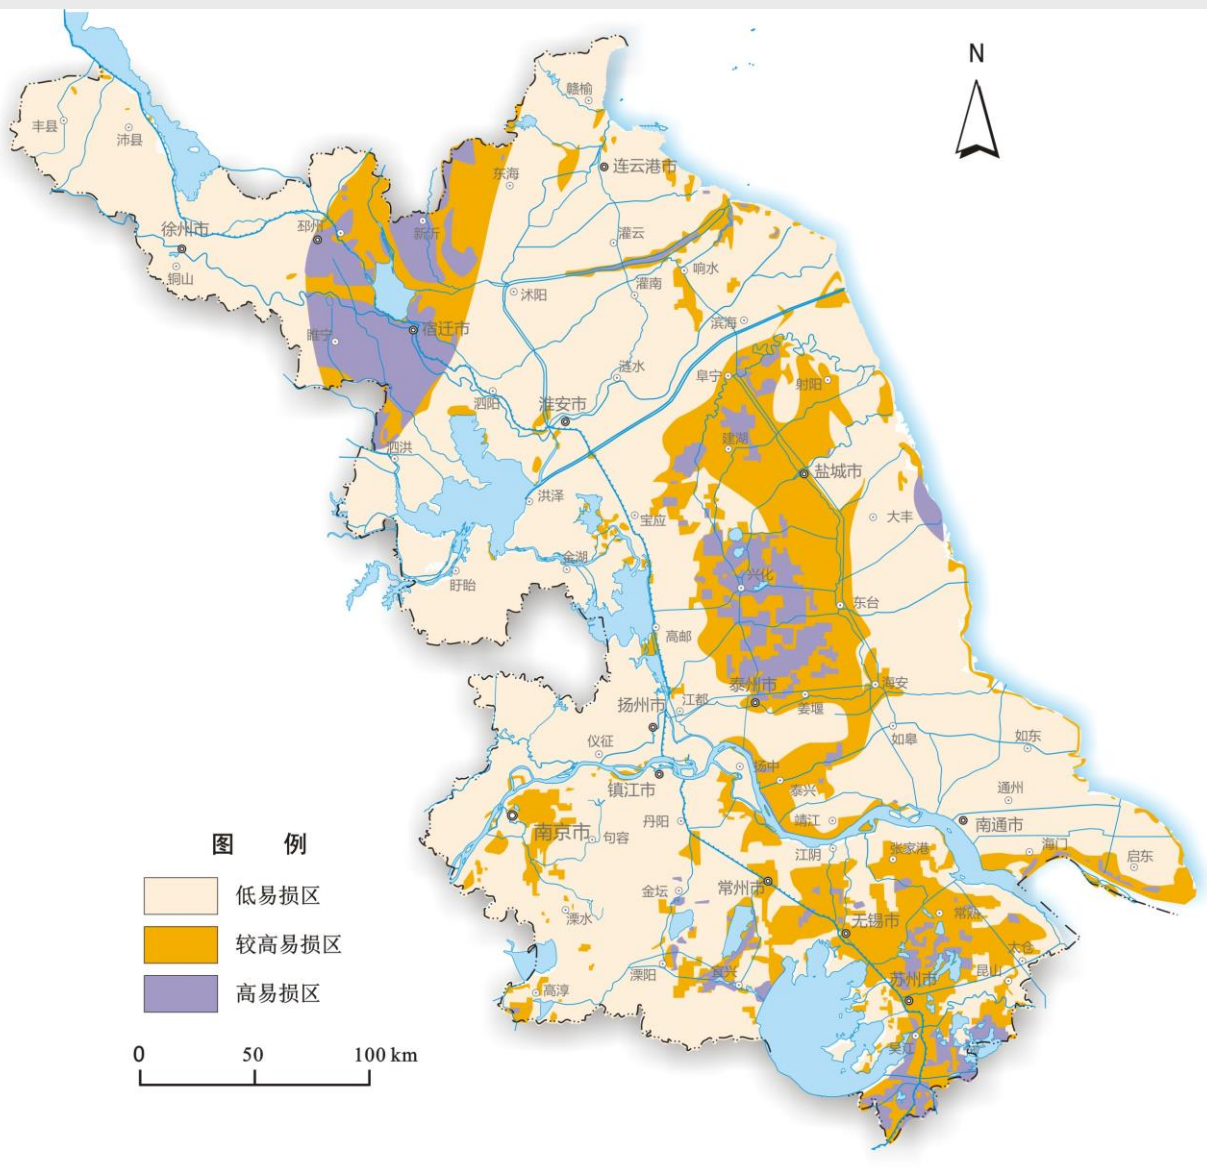 N
赣榆
丰县
沛县
连云港市
东海
徐州市
邳州
新沂
灌云
铜山
响水
灌南
沭阳
滨海
宿迁市
睢宁
涟水
阜宁
射阳
泗阳
淮安市
建湖
泗洪
盐城市
洪泽
宝应
大丰
金湖
兴化
盱眙
东台
高邮
泰州市
海安
江都
姜堰
扬州市
如皋
如东
仪征
扬中
镇江市
泰兴
通州
丹阳
靖江
南通市
南京市
句容
江阴
张家港
海门
启东
图 例
低易损区
较高易损区
高易损区
金坛
常州市
溧水
无锡市
常熟
太仓
溧阳
宜兴
昆山
苏州市
高淳
吴江
0 50 100 km